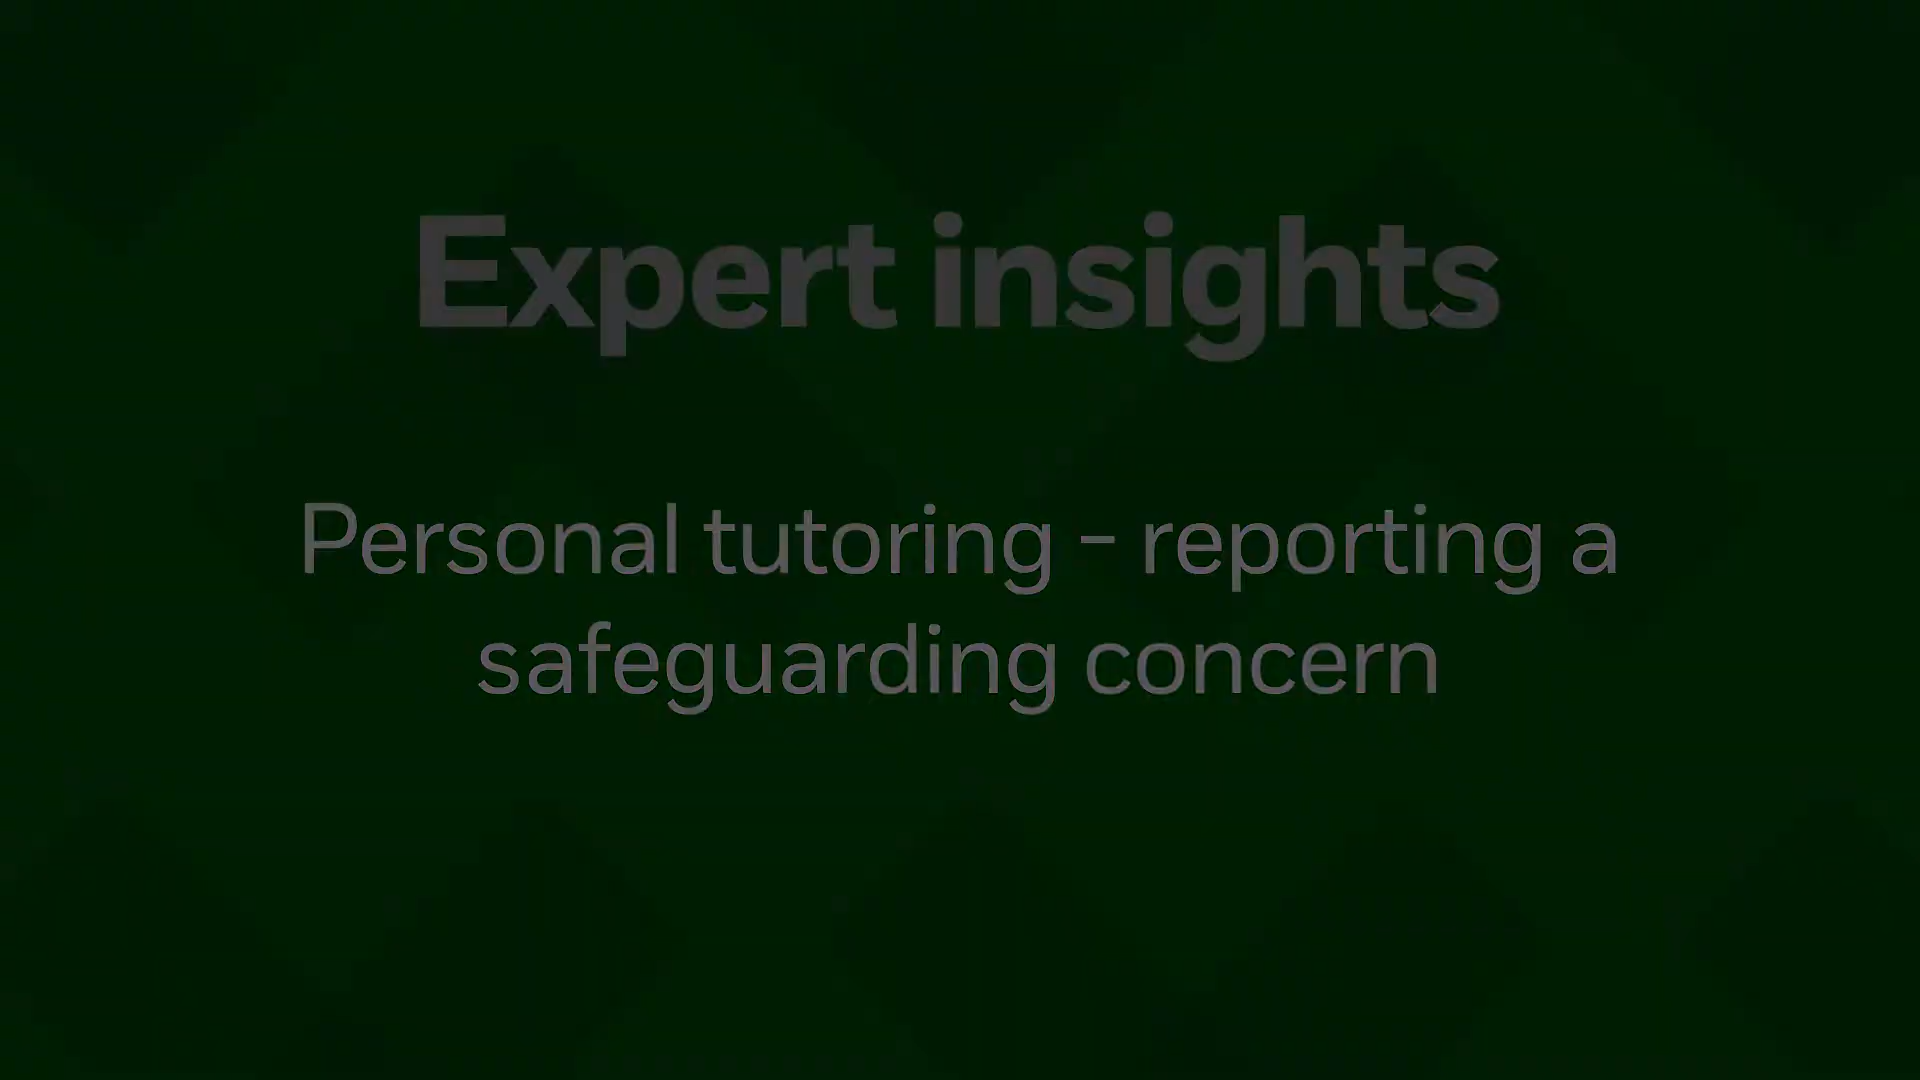 Expert insights
Personal tutoring - reporting a
safeguarding concern